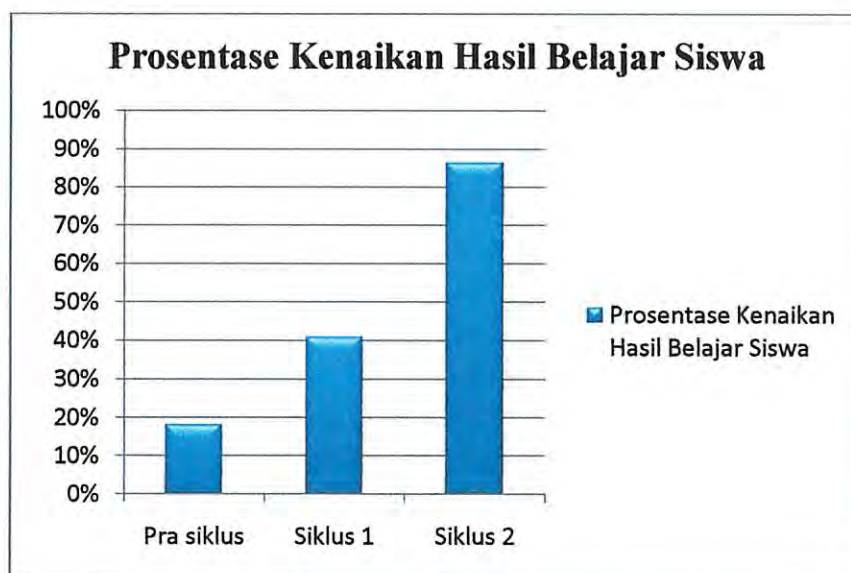 Prosentase Kenaikan Hasil Belajar Siswa
100%
90%
80%
70%
60%
50%
40%
30%
20%
10%
0%
Pra siklus
Siklus 1
Siklus 2
Prosentase Kenaikan
Hasil Belajar Siswa